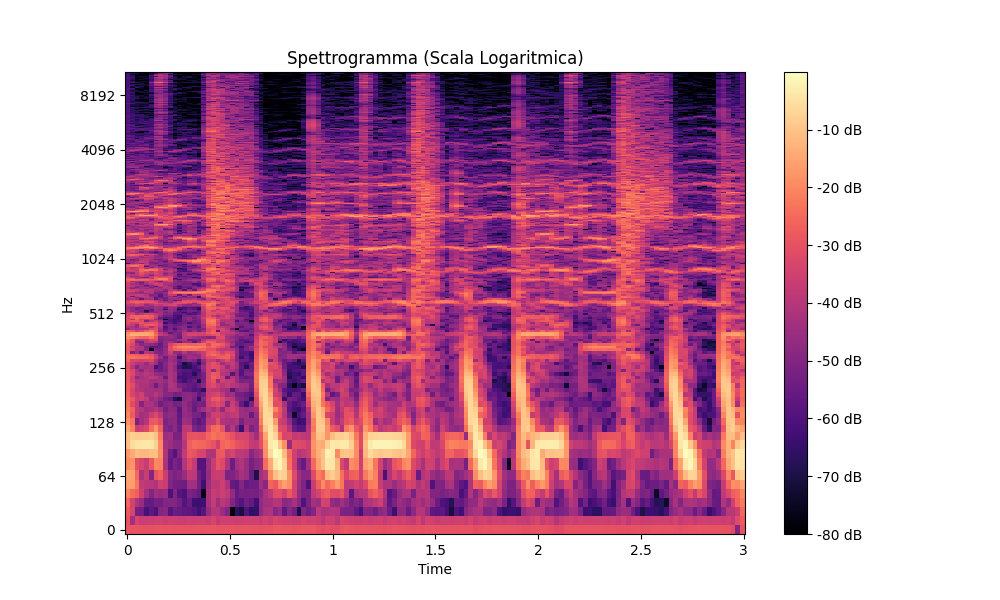 Spettrogramma (Scala Logaritmica)
8192
4096
2048
1024
512
256
128
64
0
Hz
0 0.5 1 1.5 2 2.5 3
Time
-10 dB
-20 dB
-30 dB
-40 dB
-50 dB
-60 dB
-70 dB
-80 dB